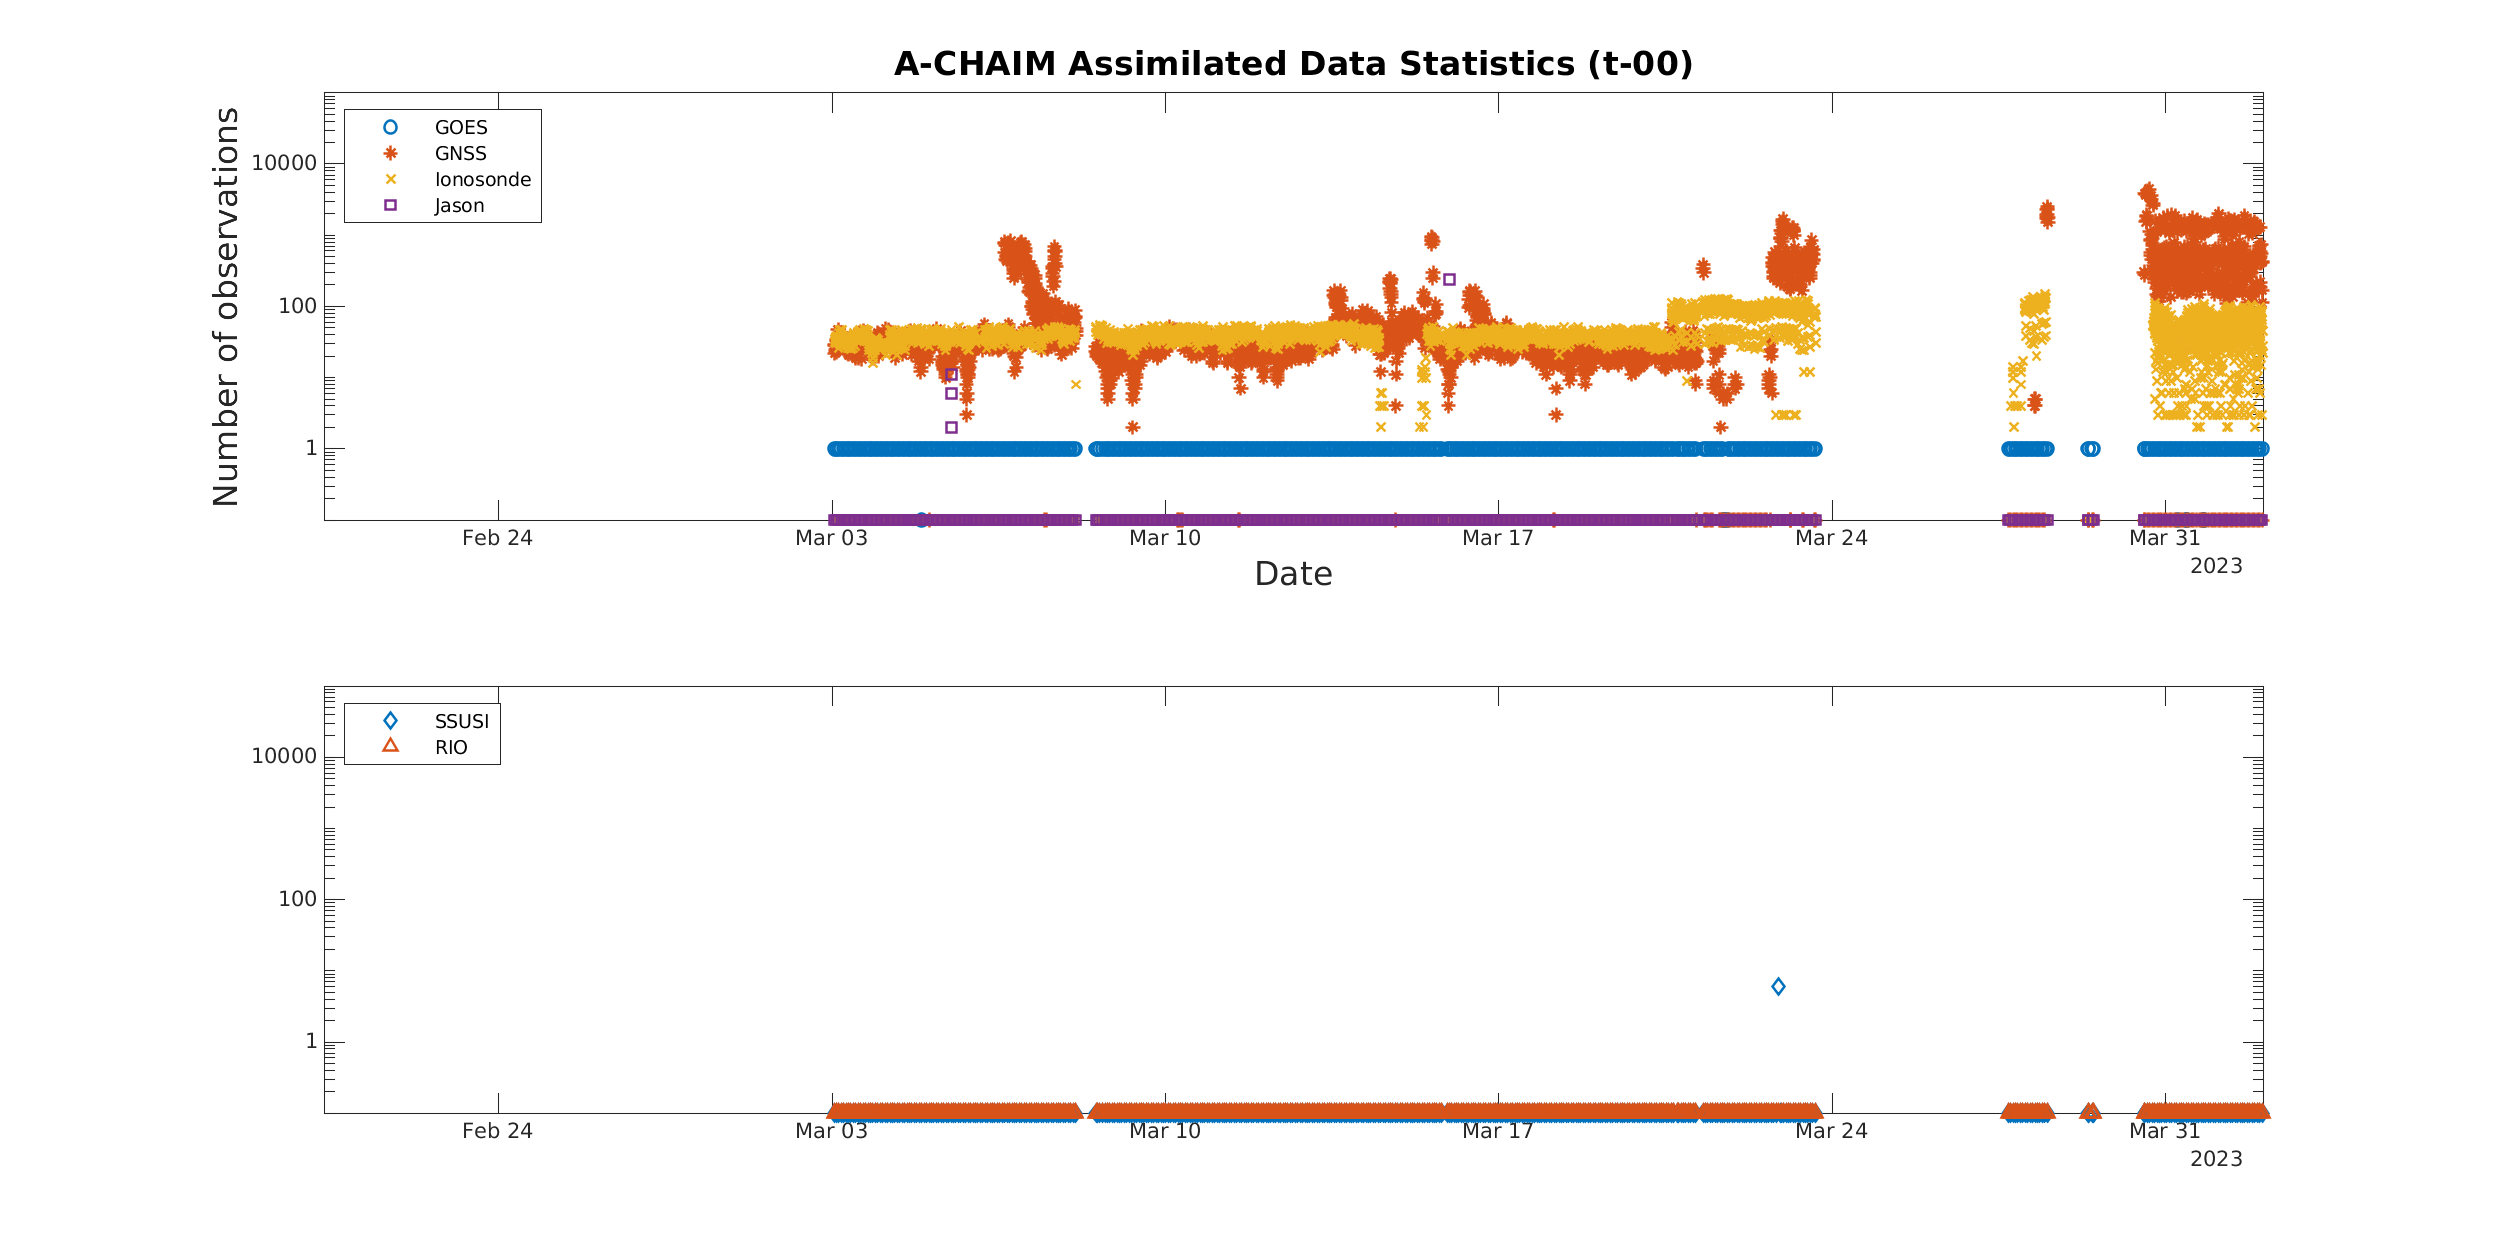 A-CHAIM Assimilated Data Statistics (t-00)
Number of observations
GOES
GNSS
Ionosonde
Jason
10000
100
1
Feb 24 Mar 03 Mar 10 Mar 17 Mar 24 Mar 31
2023
Date
SSUSI
RIO
10000
100
1
Feb 24 Mar 03 Mar 10 Mar 17 Mar 24 Mar 31
2023